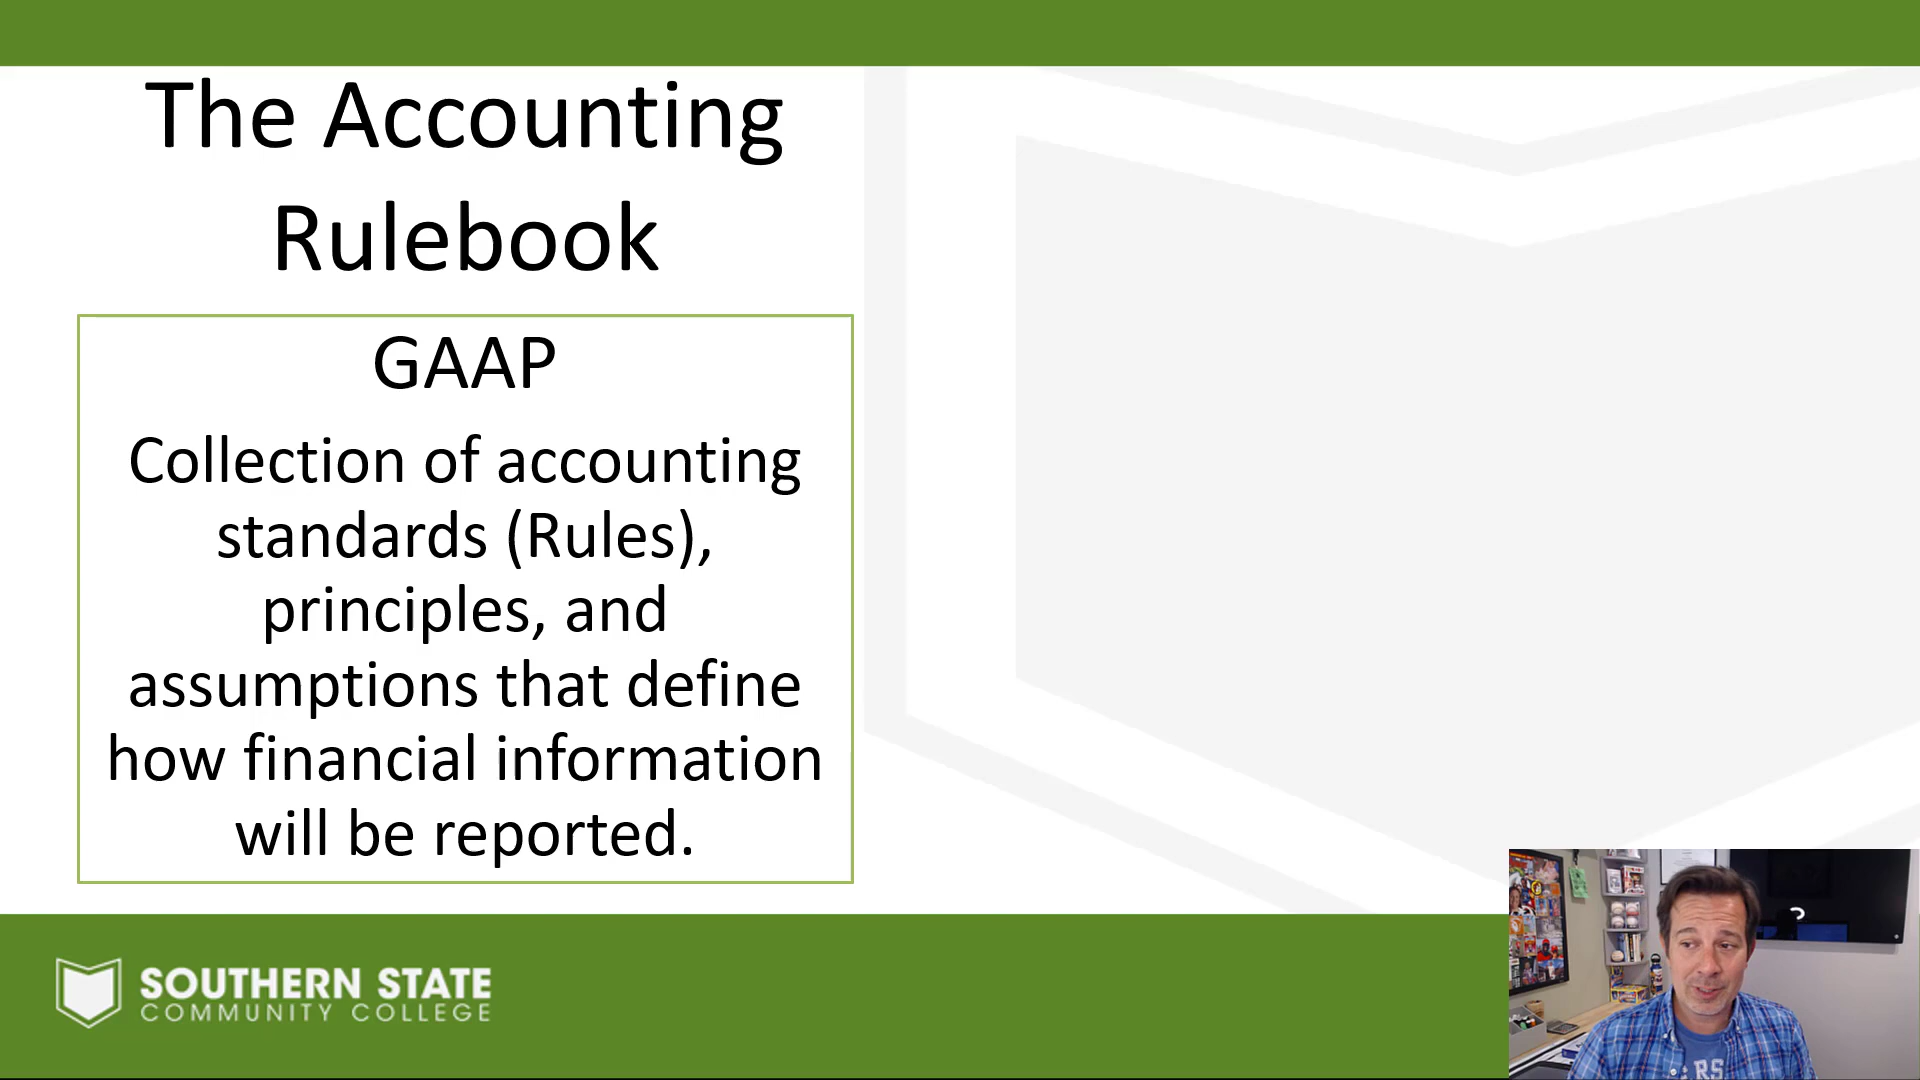 The Accounting
Rulebook
GAAP
Collection of accounting
standards (Rules),
principles, and
assumptions that define
how financial information
will be reported.
SOUTHERN STATE
COMMUNITY COLLEGE
RS